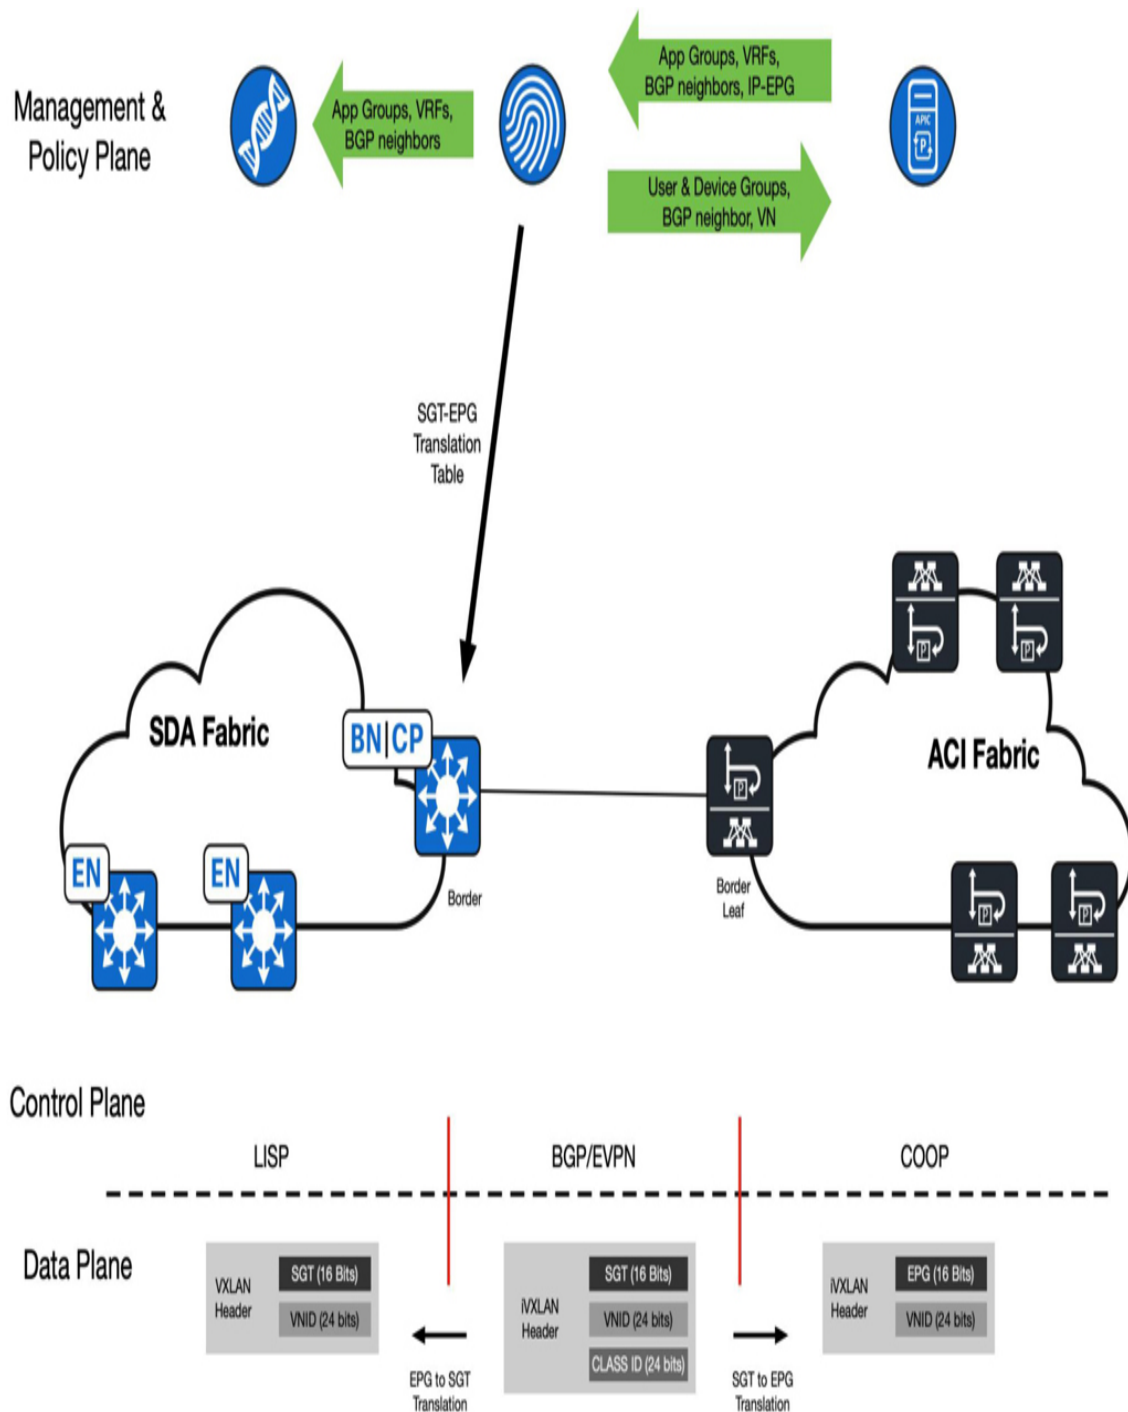 Management &
Policy Plane
App Groups, VRFs,
BGP neighbors
App Groups, VRFs,
BGP neighbors, IP-EPG
User & Device Groups,
BGP neighbor, VN
APIC
P
SGT-EPG
Translation
Table
SDA Fabric
BN|CP
EN
EN
Border
P
P
ACI Fabric
P
Border
Leaf
P
P
Control Plane
LISP
BGP/EVPN
COOP
Data Plane
VXLAN
Header
SGT (16 Bits)
VNID (24 bits)
EPG to SGT
Translation
iVXLAN
Header
SGT (16 Bits)
VNID (24 bits)
CLASS ID (24 bits)
SGT to EPG
Translation
iVXLAN
Header
EPG (16 Bits)
VNID (24 bits)